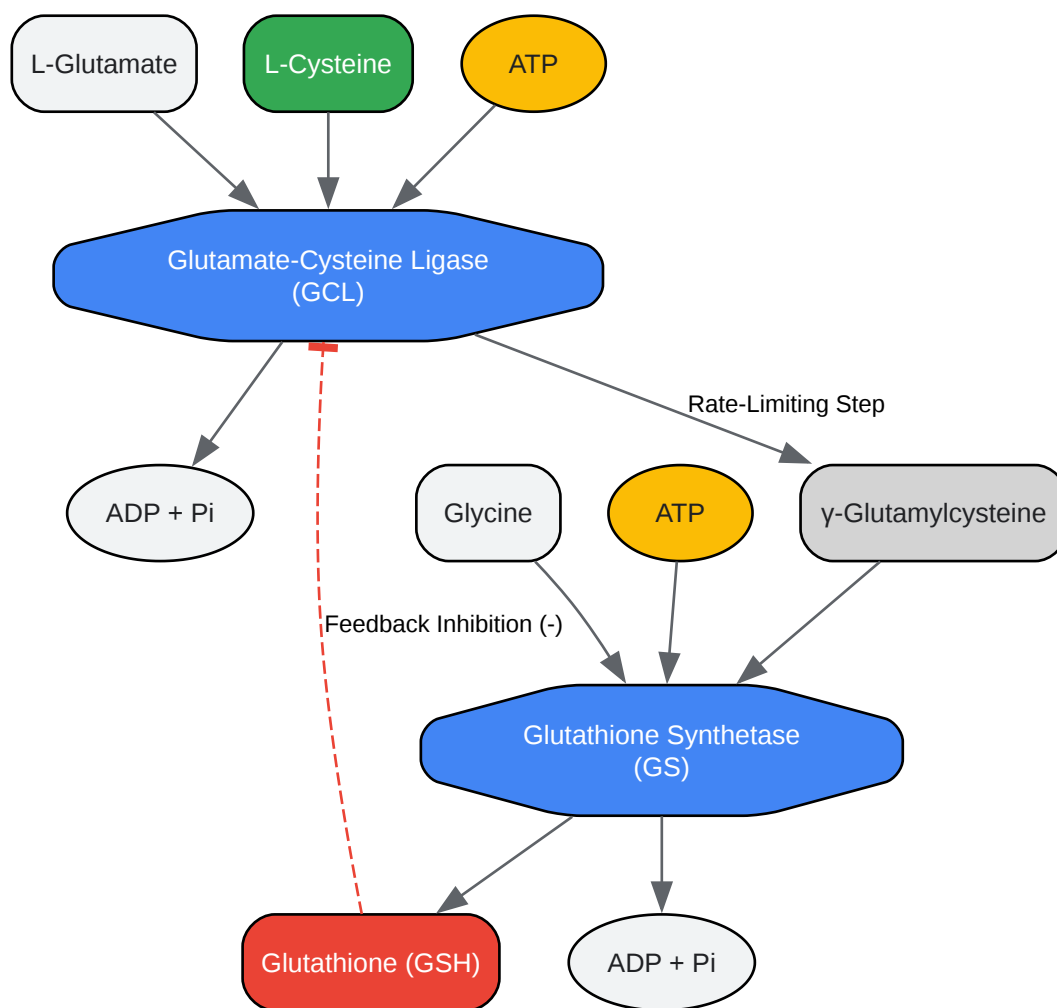 L-Glutamate
L-Cysteine
ATP
Glutamate-Cysteine Ligase
(GCL)
Rate-Limiting Step
ADP + Pi
Glycine
ATP
γ-Glutamylcysteine
Feedback Inhibition (-)
Glutathione Synthetase
(GS)
Glutathione (GSH)
ADP + Pi